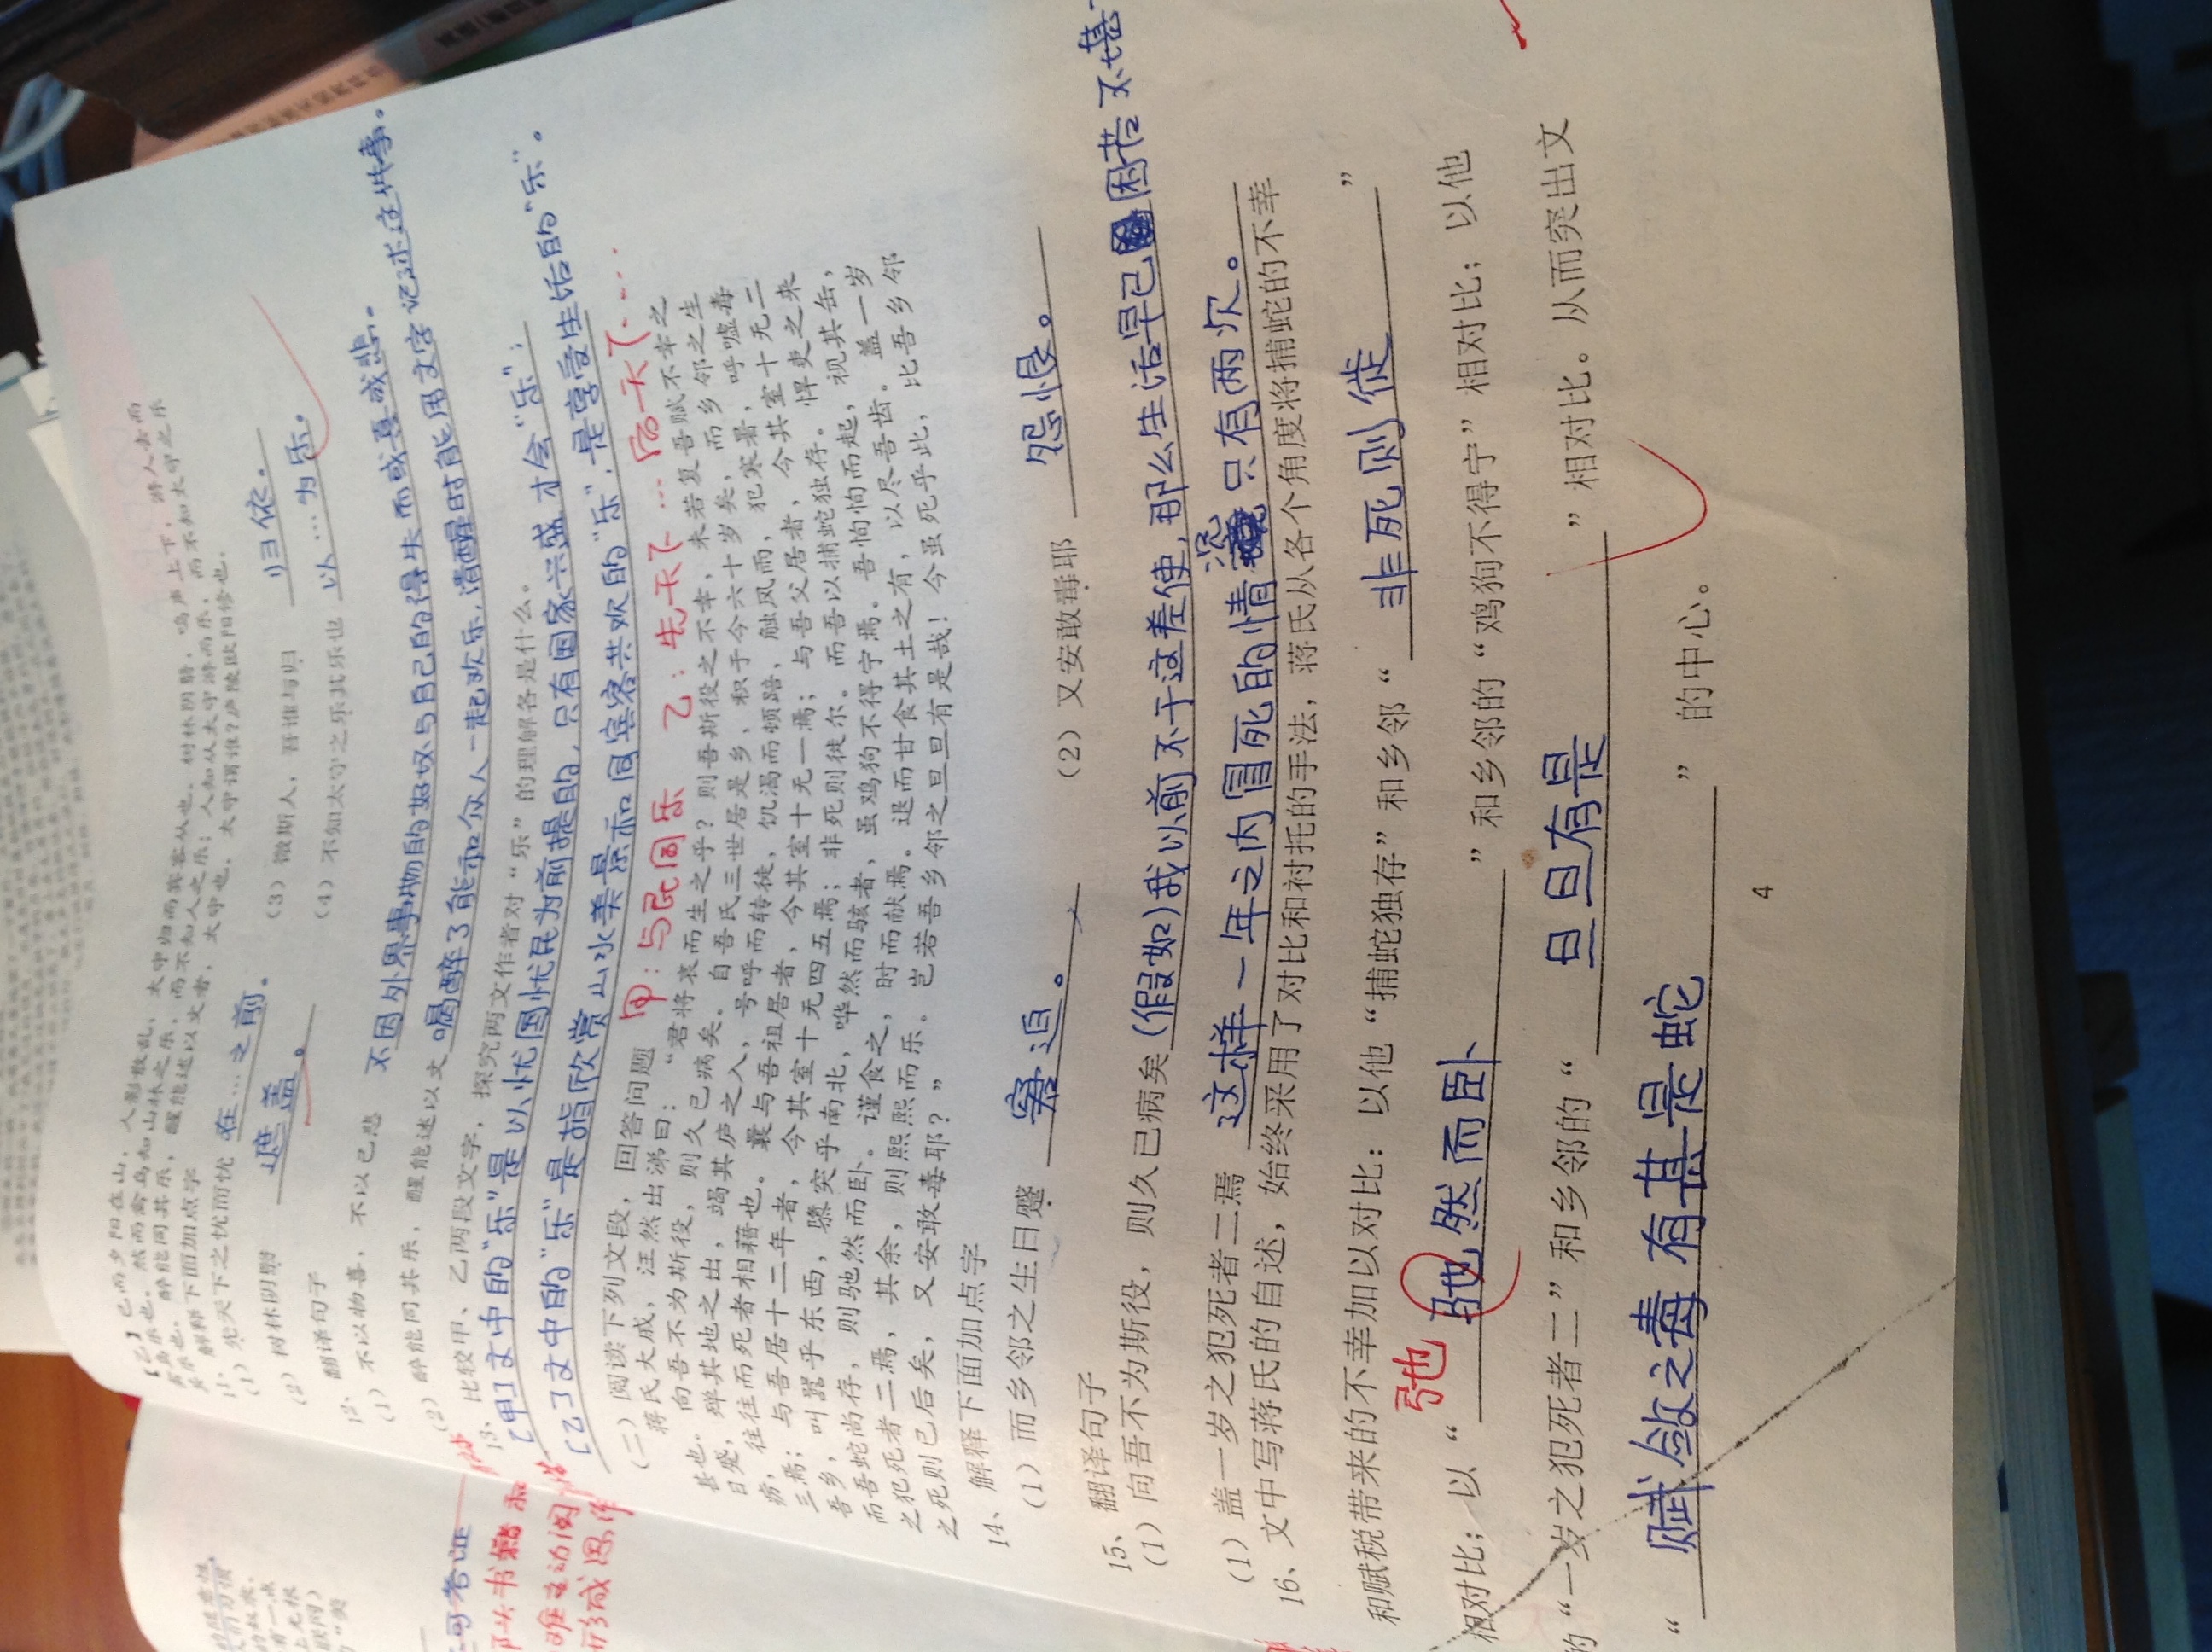 【乙】已而夕阳在山，人影散乱，太守归而宾客从也。树林阴翳，鸣声上下，游人去而
禽鸟乐也。然而禽鸟知山林之乐，而不知人之乐；人知从太守游而乐，而不知太守之乐
其乐也。醉能同其乐，醒能述以文者，太守也。太守谓谁？庐陵欧阳修也。
11、解释下面加点字
(1) 先天下之忧而忧 在…之前。
(2) 树林阴翳 遮盖。 (3) 微斯人，吾谁与归 归依。
(4) 不知太守之乐其乐也 以…为乐。
12、翻译句子
(1) 不以物喜，不以己悲 不因外界事物的好坏与自己的得失而或喜或悲。
(2) 醉能同其乐，醒能述以文 喝醉了能和众人一起欢乐，清醒时能用文字记述这件事。
13、比较甲、乙两段文字，探究两文作者对“乐”的理解各是什么。
[甲]文中的“乐”是以忧国忧民为前提的，只有国家兴盛才会“乐”；
[乙]文中的“乐”是指欣赏山水美景和同宾客共欢的“乐”，是享受生活的“乐”。
(二) 阅读下列文段，回答问题 甲：与民同乐 乙：先天下…后天下…
蒋氏大戚，汪然出涕曰：“君将哀而生之乎？则吾斯役之不幸，未若复吾赋不幸之
甚也。向吾不为斯役，则久已病矣。自吾氏三世居是乡，积于今六十岁矣，而乡邻之生
日蹙，殚其地之出，竭其庐之入，号呼而转徙，饥渴而顿踣，触风雨，犯寒暑，呼嘘毒
疠，往往而死者相藉也。曩与吾祖居者，今其室十无一焉；与吾父居者，今其室十无二
三焉；与吾居十二年者，今其室十无四五焉；非死则徙尔。而吾以捕蛇独存。悍吏之来
吾乡，叫嚣乎东西，隳突乎南北，哗然而骇者，虽鸡狗不得宁焉。吾恂恂而起，视其缶，
而吾蛇尚存，则驰然而卧。谨食之，时而献焉。退而甘食其土之有，以尽吾齿。盖一岁
之犯死者二焉，其余，则熙熙而乐。岂若吾乡邻之旦旦有是哉！今虽死乎此，比吾乡邻
之死则已后矣，又安敢毒耶？”
14、解释下面加点字
(1) 而乡邻之生日蹙 窘迫。 (2) 又安敢毒耶 怨恨。
15、翻译句子
(1) 向吾不为斯役，则久已病矣 (假如)我以前不干这差使，那么生活早已困苦不堪
(1) 盖一岁之犯死者二焉 这样一年之内冒死的情况只有两次。
16、文中写蒋氏的自述，始终采用了对比和衬托的手法，蒋氏从各个角度将捕蛇的不幸
和赋税带来的不幸加以对比：以他“捕蛇独存”和乡邻“非死则徙”
弛
相对比；以“驰然而卧”和乡邻的“鸡狗不得宁”相对比；以他
的“一岁之犯死者二”和乡邻的“旦旦有是”相对比。从而突出文
“赋敛之毒有甚是蛇”的中心。
4
的随意性，
人们习惯
的奴隶。
有一点
上无根
联网）
“美
可考证
书籍和
难主动阅
形成思